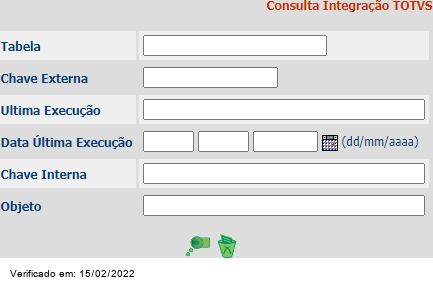 Consulta Integração TOTVS
Tabela
Chave Externa
Ultima Execução
Data Última Execução (dd/mm/aaaa)
Chave Interna
Objeto
Verificado em: 15/02/2022